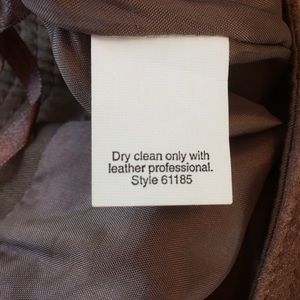 Dry clean only with
leather professional.
Style 61185